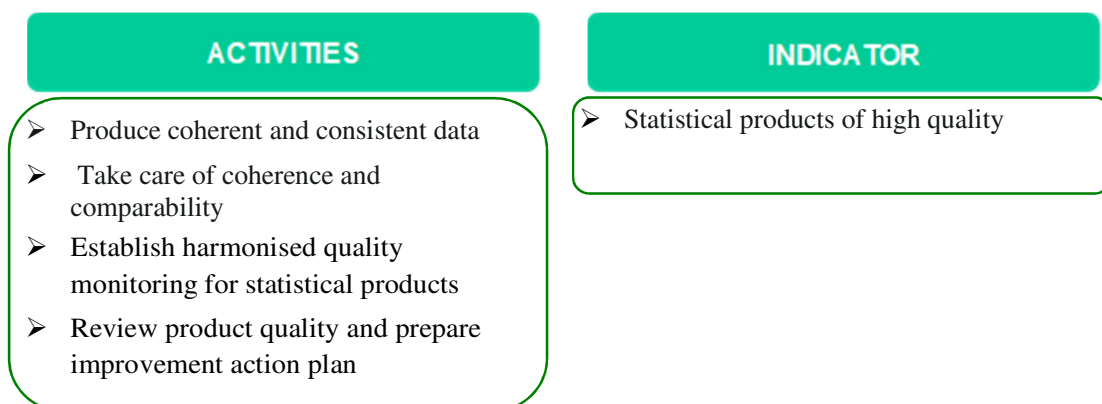 ACTIVITIES
➢ Produce coherent and consistent data
➢ Take care of coherence and
comparability
➢ Establish harmonised quality
monitoring for statistical products
➢ Review product quality and prepare
improvement action plan
INDICATOR
➢ Statistical products of high quality